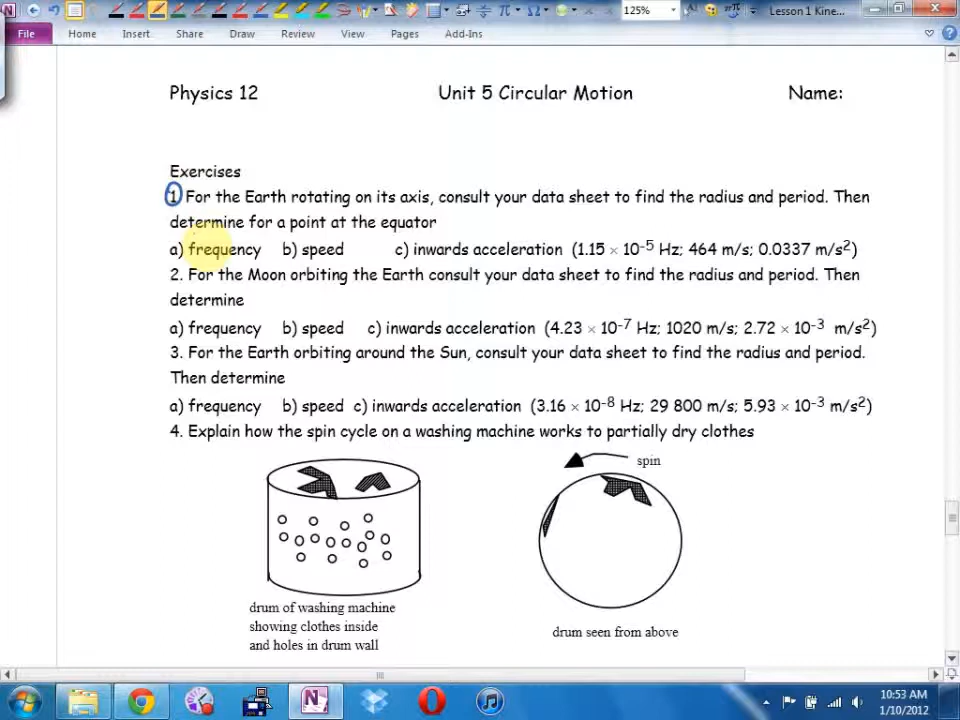 125%
Lesson 1 Kine...
File Home Insert Share Draw Review View Pages Add-Ins
Physics 12 Unit 5 Circular Motion Name:
Exercises
1 For the Earth rotating on its axis, consult your data sheet to find the radius and period. Then
determine for a point at the equator
a) frequency b) speed c) inwards acceleration (1.15 × 10-5 Hz; 464 m/s; 0.0337 m/s2)
2. For the Moon orbiting the Earth consult your data sheet to find the radius and period. Then
determine
a) frequency b) speed c) inwards acceleration (4.23 × 10-7 Hz; 1020 m/s; 2.72 × 10-3 m/s2)
3. For the Earth orbiting around the Sun, consult your data sheet to find the radius and period.
Then determine
a) frequency b) speed c) inwards acceleration (3.16 × 10-8 Hz; 29 800 m/s; 5.93 × 10-3 m/s2)
4. Explain how the spin cycle on a washing machine works to partially dry clothes
spin
drum of washing machine
showing clothes inside
and holes in drum wall
drum seen from above
10:53 AM
1/10/2012